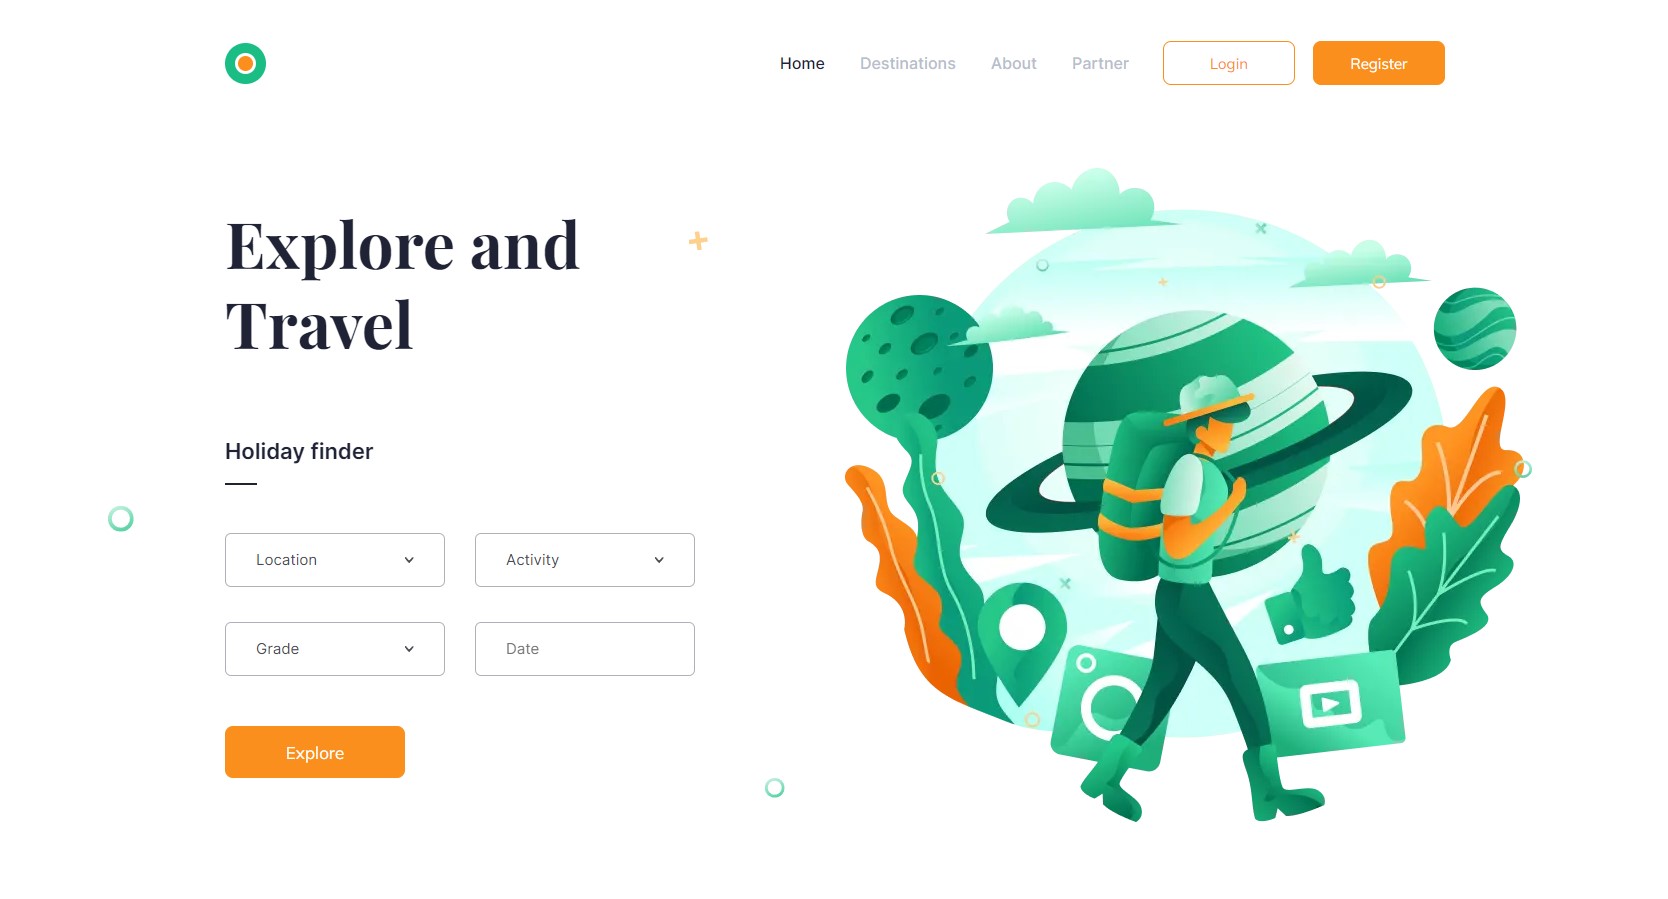 Home Destinations About Partner Login Register
Explore and
Travel
Holiday finder
Location Activity
Grade Date
Explore